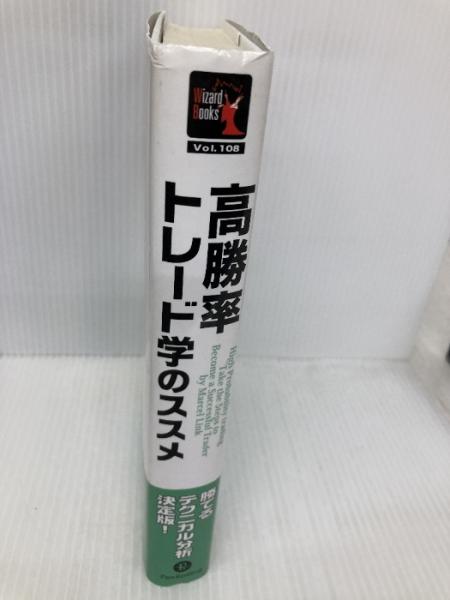 Wizard
Books
Vol.108
高勝率
トレード学のススメ
High Probability Trading
Take the Steps to
Become a Successful Trader
by Marcel Link
勝てる
テクニカル分析
決定版!